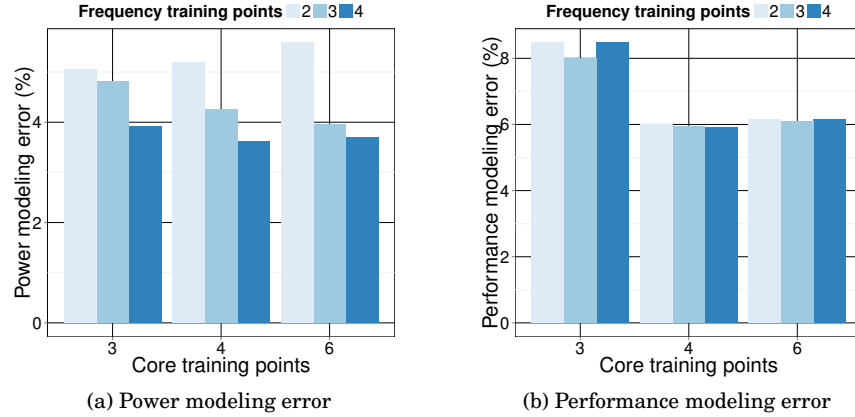 Frequency training points 2 3 4
Power modeling error (%)
4
2
0
3 4 6
Core training points
(a) Power modeling error
Frequency training points 2 3 4
Performance modeling error (%)
8
6
4
2
0
3 4 6
Core training points
(b) Performance modeling error